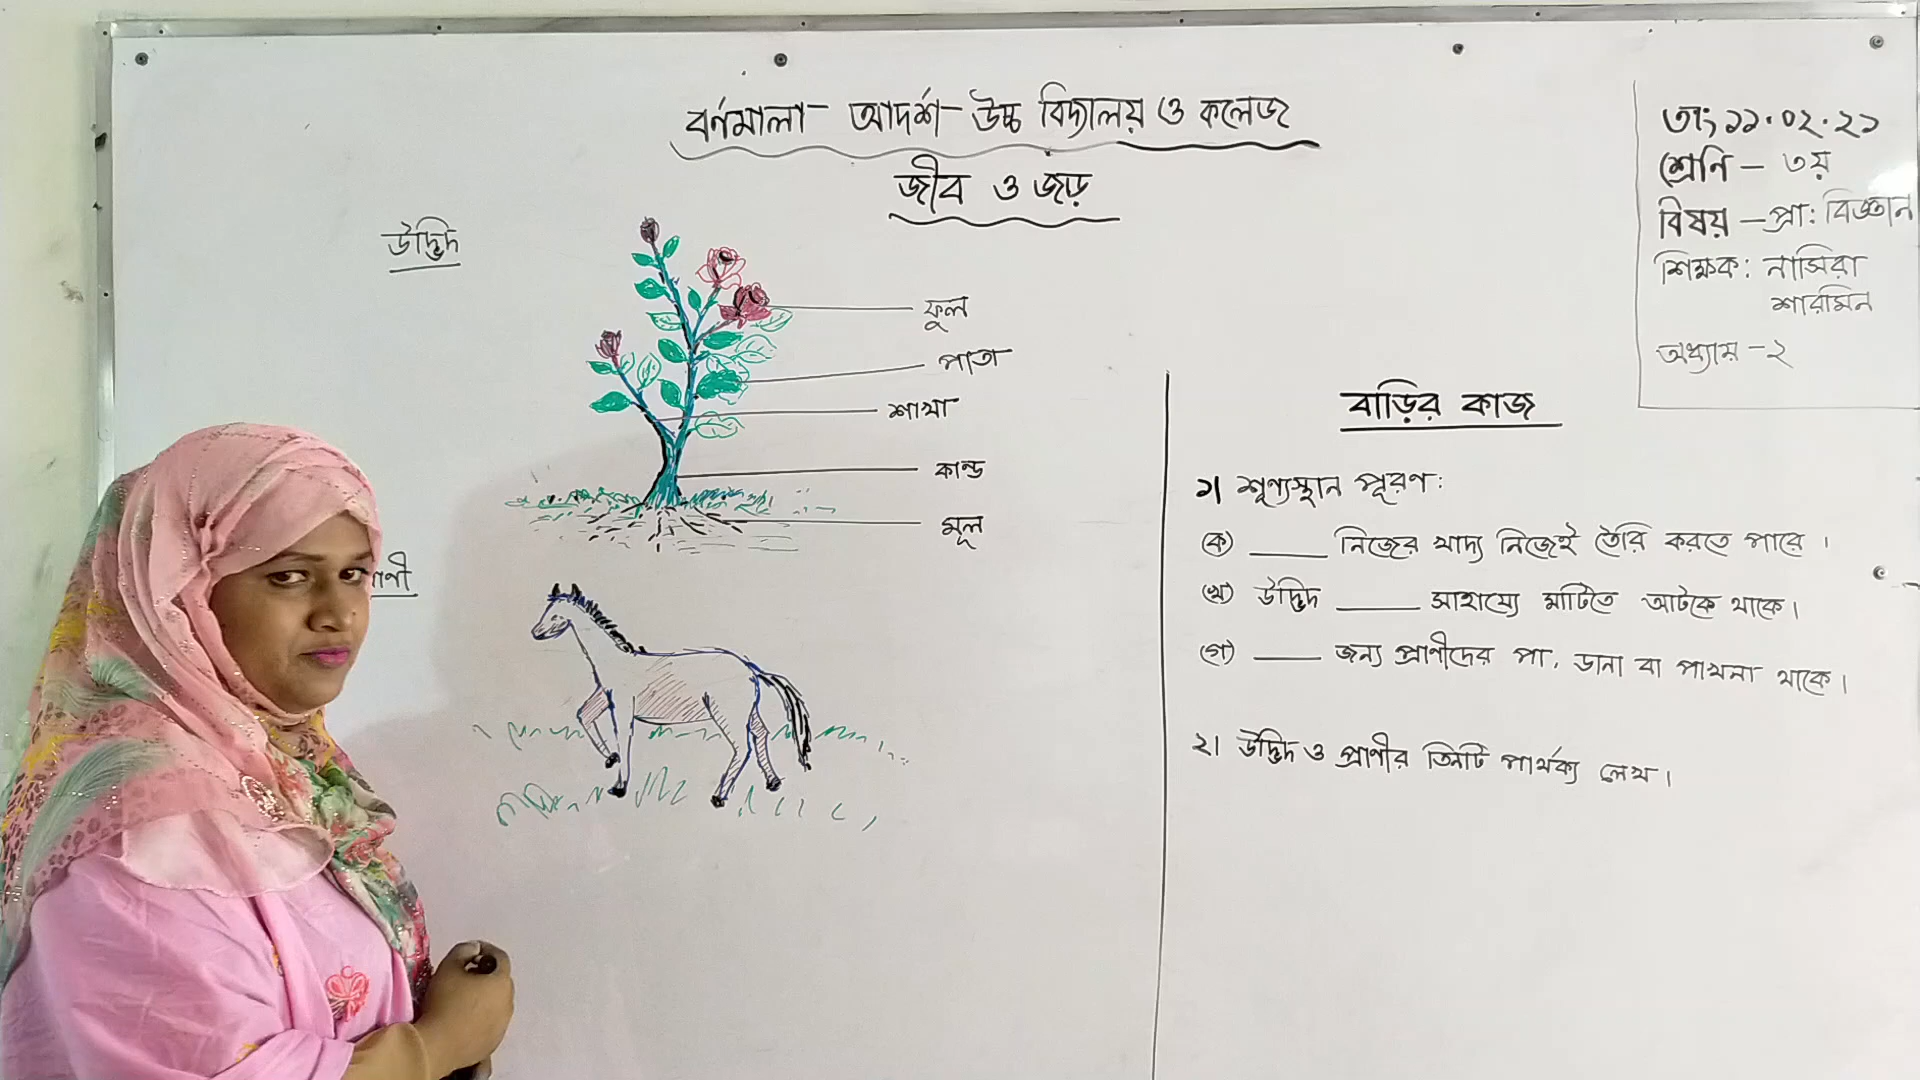 বর্ণমালা আদর্শ উচ্চ বিদ্যালয় ও কলেজ
জীব ও জড়
তাং ১১.০২.২১
শ্রেণি - ৩য়
বিষয় - প্রা: বিজ্ঞান
শিক্ষক: নাসিরা
শারমিন
অধ্যায় - ২
উদ্ভিদ
ফুল
পাতা
শাখা
কান্ড
মূল
বাড়ির কাজ
১। শূণ্যস্থান পূরণ:
(ক) ____ নিজের খাদ্য নিজেই তৈরি করতে পারে।
(খ) উদ্ভিদ ____ সাহায্যে মাটিতে আটকে থাকে।
(গ) ____ জন্য প্রাণীদের পা, ডানা বা পাখনা থাকে।
২। উদ্ভিদ ও প্রাণীর তিনটি পার্থক্য লেখ।